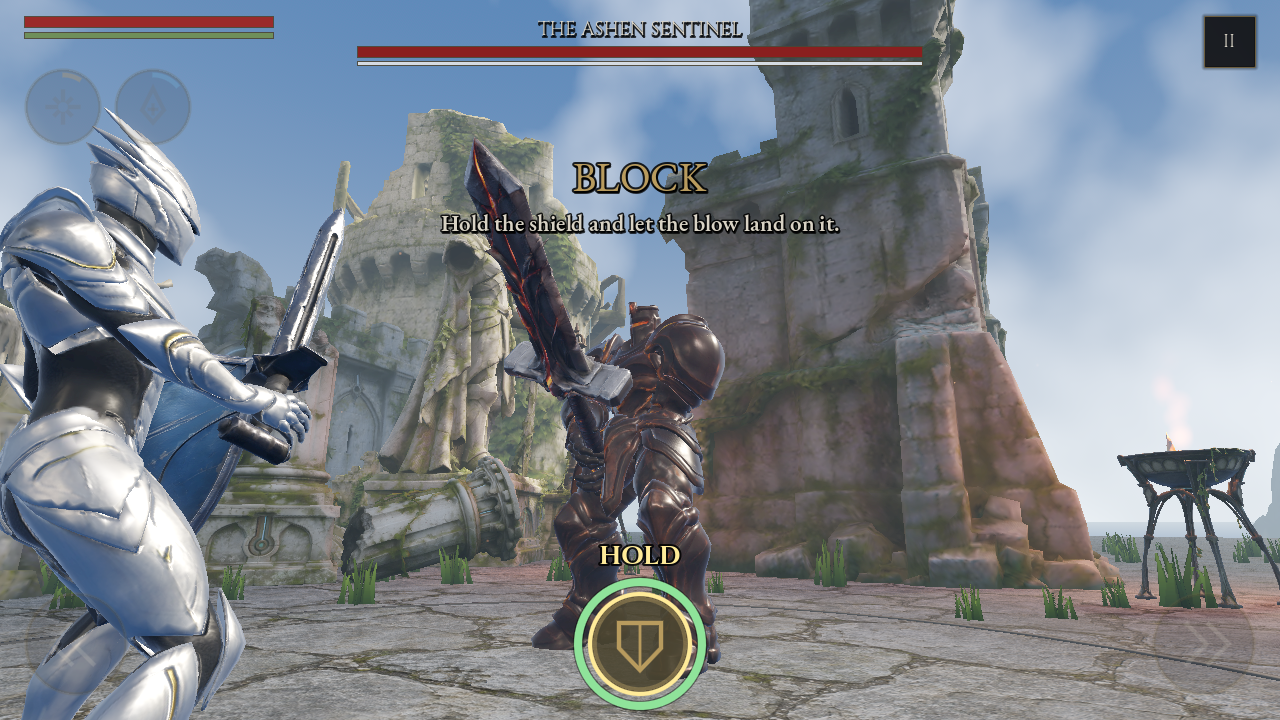 THE ASHEN SENTINEL
BLOCK
Hold the shield and let the blow land on it.
HOLD